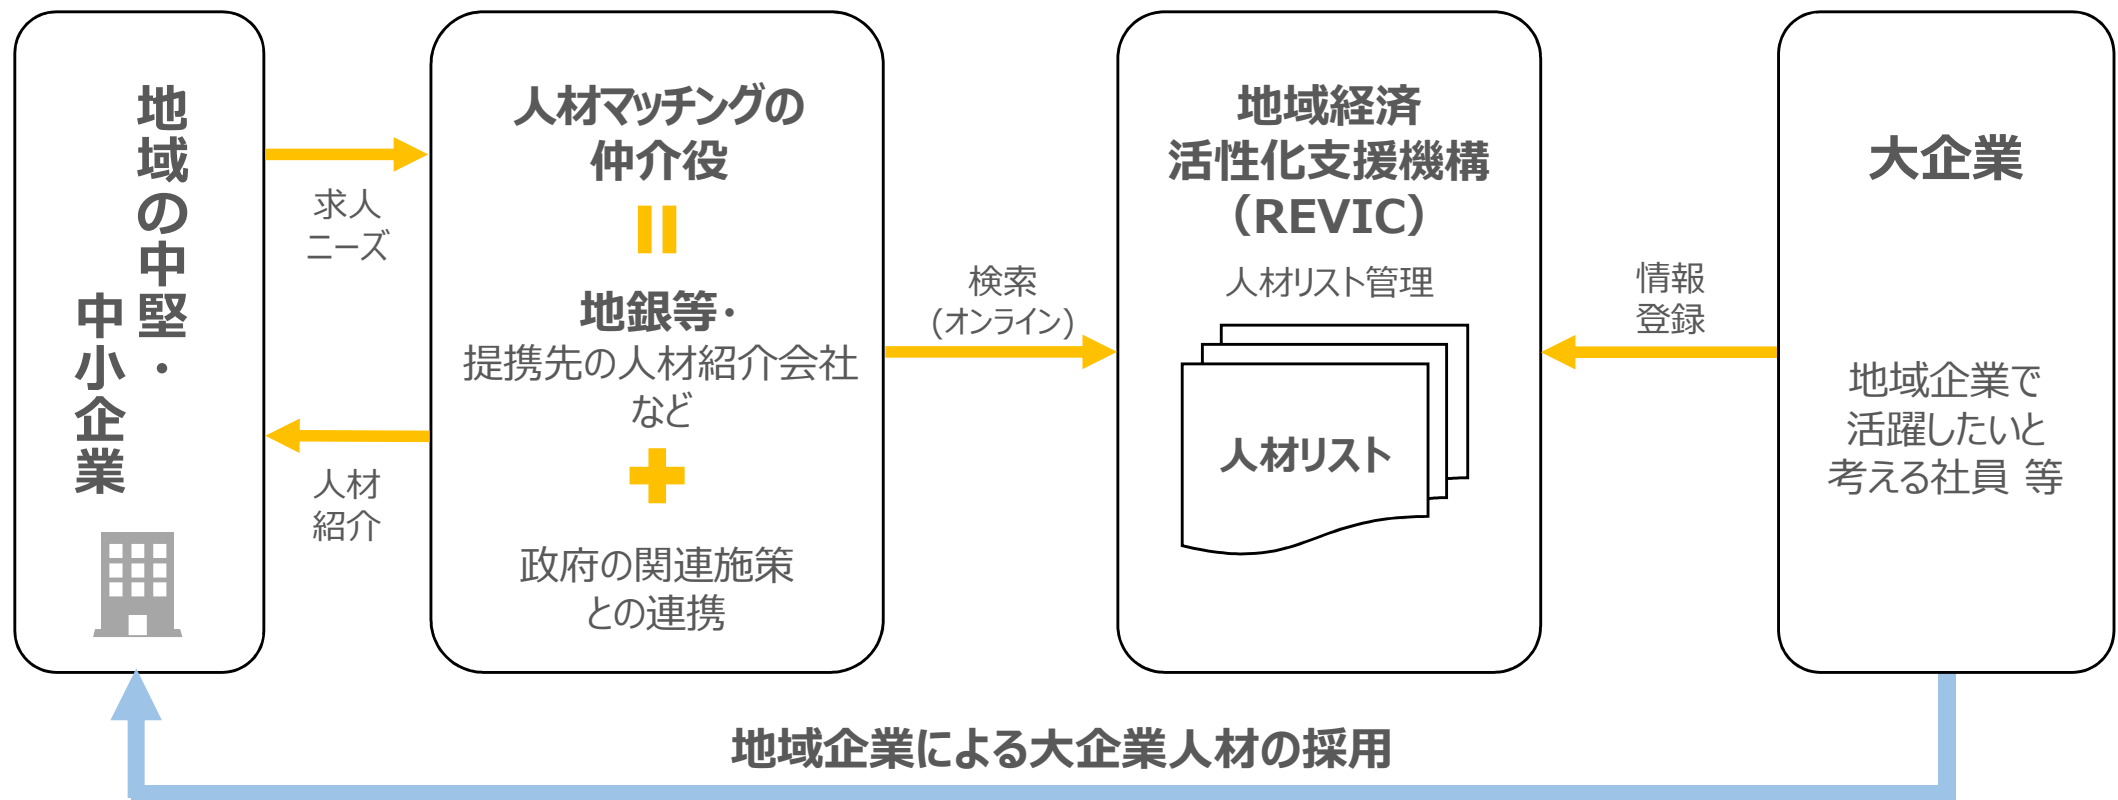 地域の中堅・
中小企業
求人
ニーズ
人材
紹介
人材マッチングの
仲介役
地銀等・
提携先の人材紹介会社
など
政府の関連施策
との連携
検索
(オンライン)
地域経済
活性化支援機構
（REVIC）
人材リスト管理
人材リスト
情報
登録
大企業
地域企業で
活躍したいと
考える社員 等
地域企業による大企業人材の採用